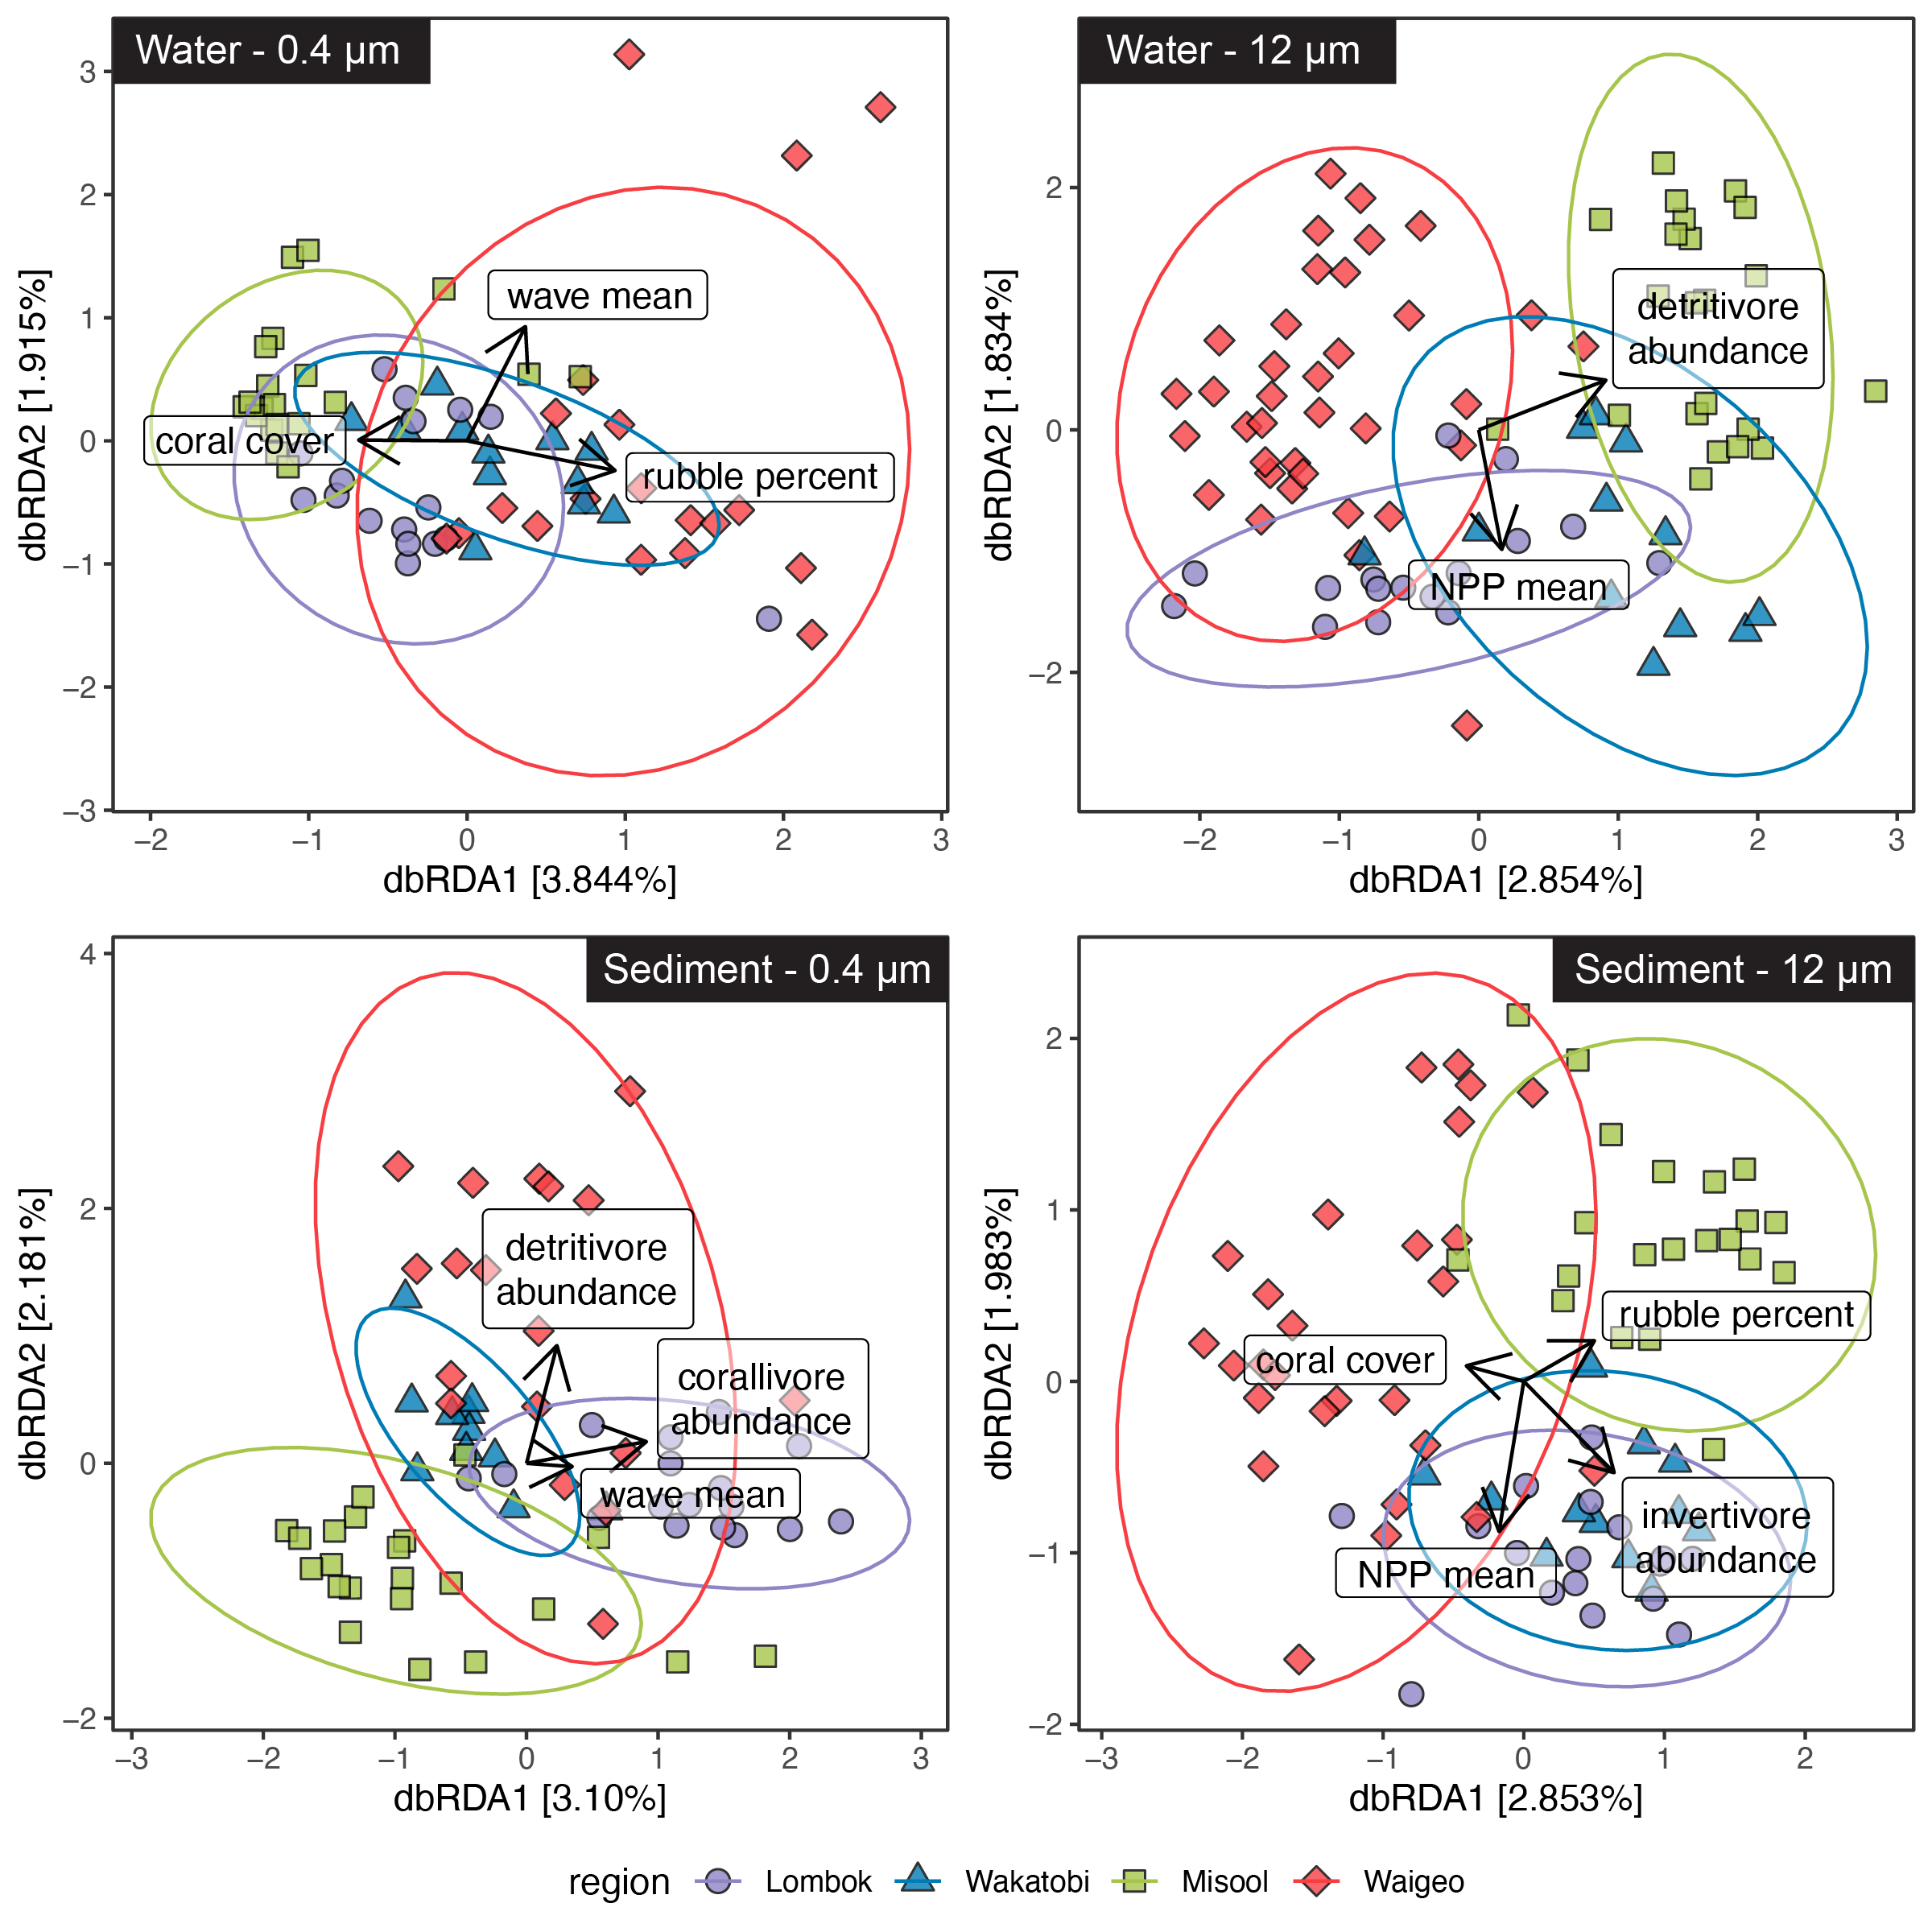 Water - 0.4 µm
3
2
1
0
−1
−2
−3
dbRDA2 [1.915%]
wave mean
coral cover
rubble percent
−2
−1
0
1
2
3
dbRDA1 [3.844%]
Water - 12 µm
2
0
−2
dbRDA2 [1.834%]
detritivore
abundance
NPP mean
−2
−1
0
1
2
3
dbRDA1 [2.854%]
Sediment - 0.4 µm
4
2
0
−2
dbRDA2 [2.181%]
detritivore
abundance
corallivore
abundance
wave mean
−3
−2
−1
0
1
2
3
dbRDA1 [3.10%]
Sediment - 12 µm
2
1
0
−1
−2
dbRDA2 [1.983%]
rubble percent
coral cover
invertivore
abundance
NPP mean
−3
−2
−1
0
1
2
dbRDA1 [2.853%]
region Lombok Wakatobi Misool Waigeo